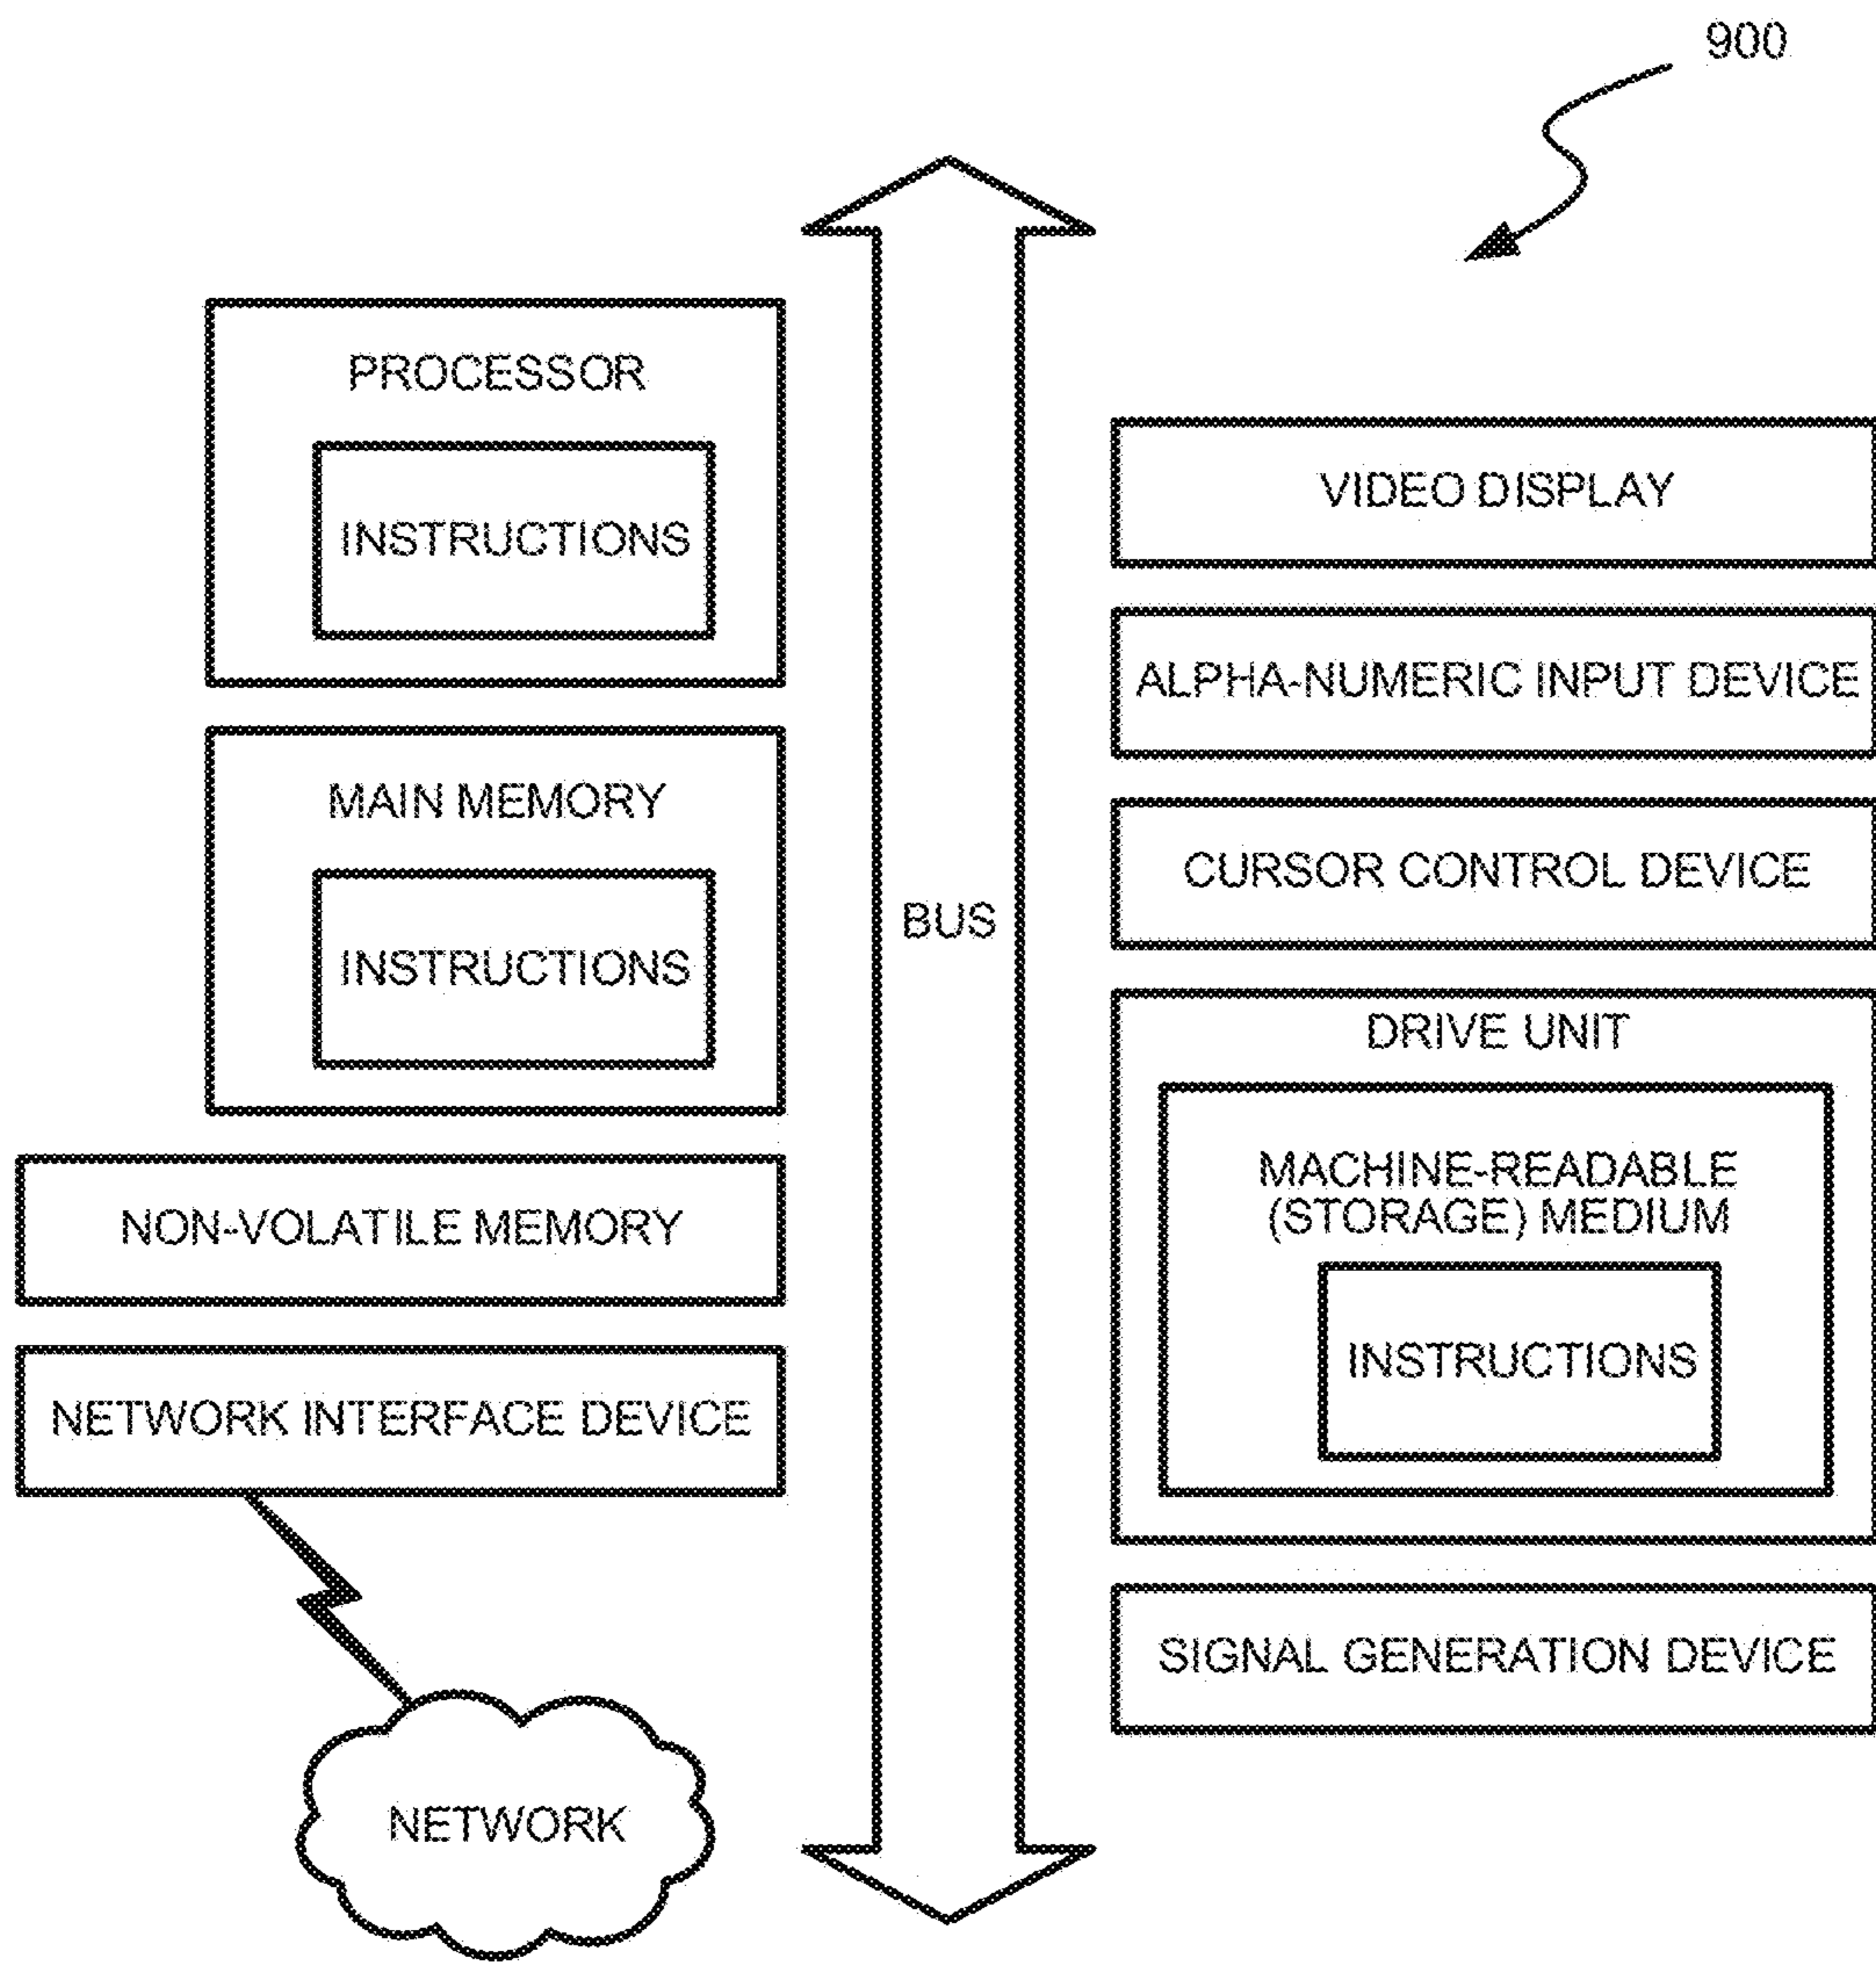 900
PROCESSOR
INSTRUCTIONS
MAIN MEMORY
INSTRUCTIONS
NON-VOLATILE MEMORY
NETWORK INTERFACE DEVICE
NETWORK
BUS
VIDEO DISPLAY
ALPHA-NUMERIC INPUT DEVICE
CURSOR CONTROL DEVICE
DRIVE UNIT
MACHINE-READABLE
(STORAGE) MEDIUM
INSTRUCTIONS
SIGNAL GENERATION DEVICE